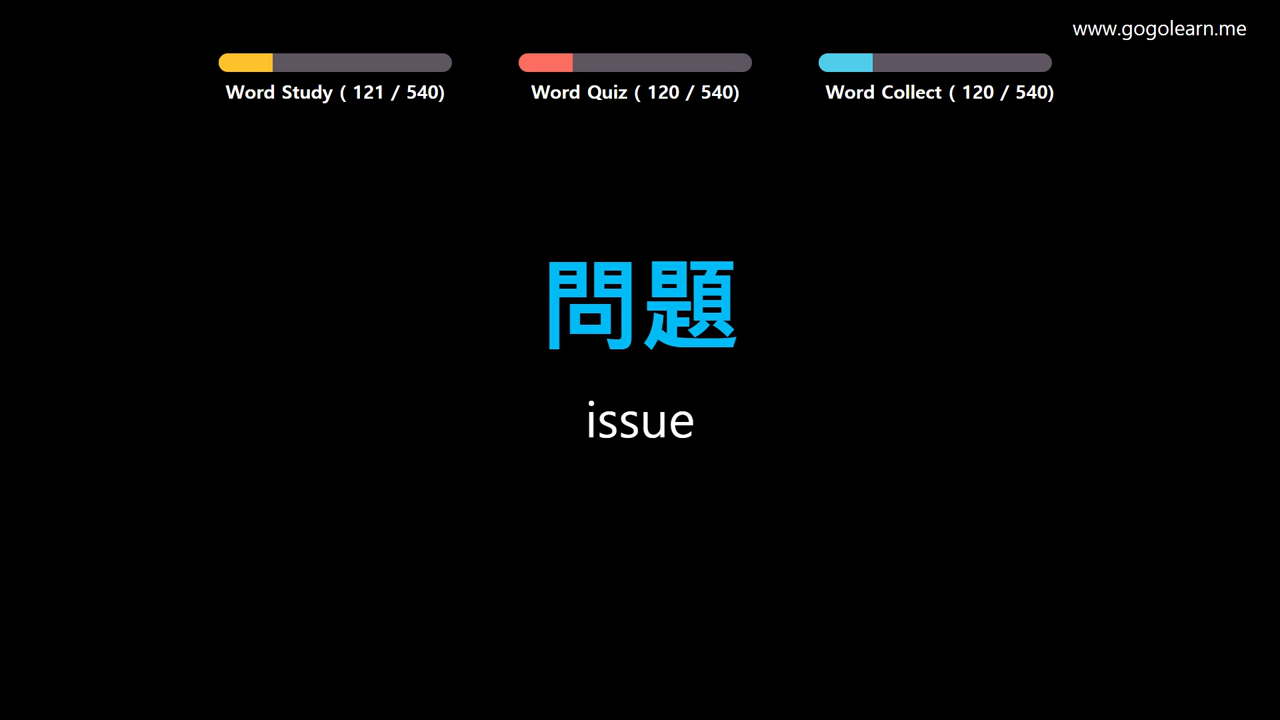 www.gogolearn.me
Word Study ( 121 / 540)
Word Quiz ( 120 / 540)
Word Collect ( 120 / 540)
問題
issue